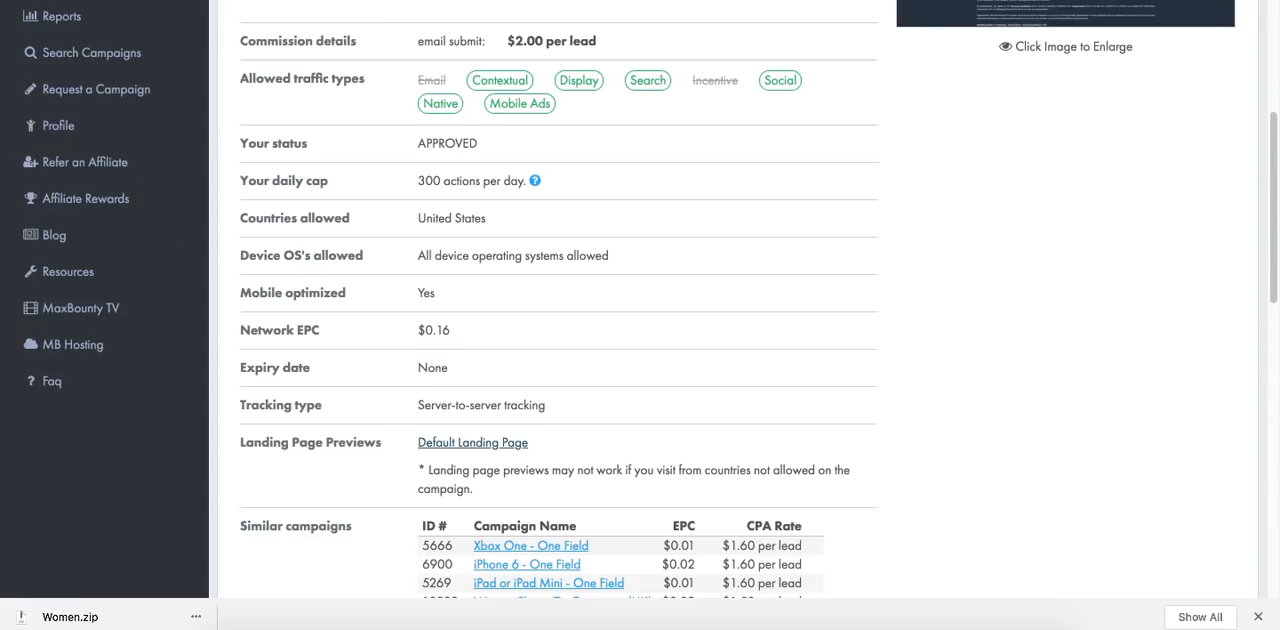 Reports
Search Campaigns
Request a Campaign
Profile
Refer an Affiliate
Affiliate Rewards
Blog
Resources
MaxBounty TV
MB Hosting
? Faq
Commission details email submit: $2.00 per lead
Allowed traffic types Email Contextual Display Search Incentive Social
Native Mobile Ads
Your status APPROVED
Your daily cap 300 actions per day. ?
Countries allowed United States
Device OS's allowed All device operating systems allowed
Mobile optimized Yes
Network EPC $0.16
Expiry date None
Tracking type Server-to-server tracking
Landing Page Previews Default Landing Page
* Landing page previews may not work if you visit from countries not allowed on the
campaign.
Similar campaigns ID # Campaign Name EPC CPA Rate
5666 Xbox One - One Field $0.01 $1.60 per lead
6900 iPhone 6 - One Field $0.02 $1.60 per lead
5269 iPad or iPad Mini - One Field $0.01 $1.60 per lead
Click Image to Enlarge
Women.zip ...
Show All